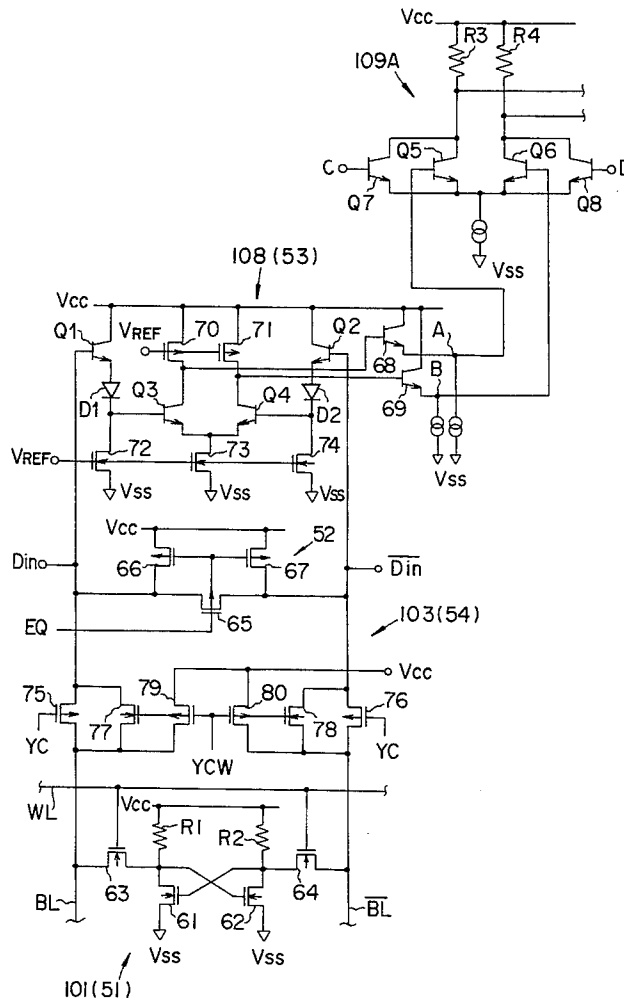 Vcc
R3 R4
109A
C Q5 Q6 D
Q7 Q8
Vss
108 (53)
Vcc
Q1 VREF 70 71 Q2 A
68
D1 Q3 Q4 D2 B
69
VREF 72 73 74
Vss Vss Vss Vss
Vcc 52
Din 66 67 D̅i̅n̅
EQ 65
103 (54)
Vcc
75 79 80 76
77 78
YC YCW YC
WL
Vcc
R1 R2
63 64
BL 61 62 B̅L̅
Vss Vss
101 (51)